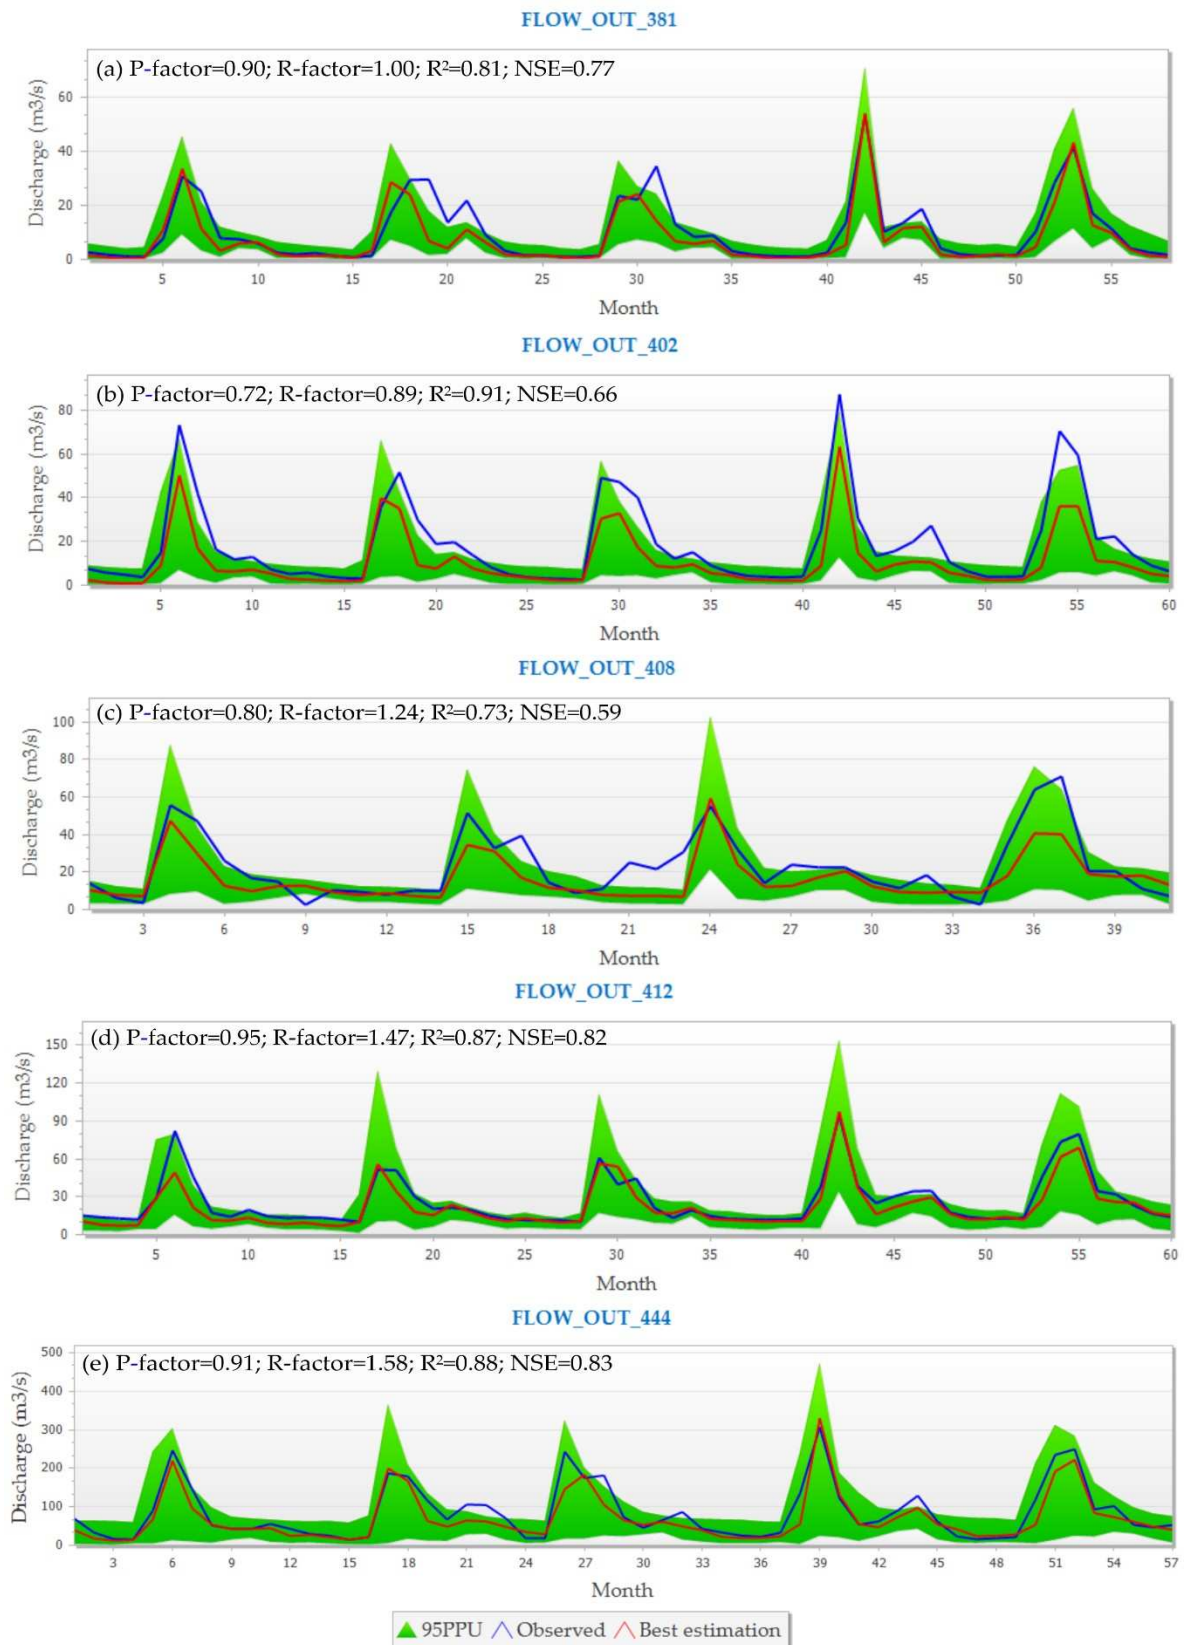 FLOW_OUT_381
(a) P-factor=0.90; R-factor=1.00; R²=0.81; NSE=0.77
Discharge (m3/s)
60
40
20
0
5 10 15 20 25 30 35 40 45 50 55
Month
FLOW_OUT_402
(b) P-factor=0.72; R-factor=0.89; R²=0.91; NSE=0.66
Discharge (m3/s)
80
60
40
20
0
5 10 15 20 25 30 35 40 45 50 55 60
Month
FLOW_OUT_408
(c) P-factor=0.80; R-factor=1.24; R²=0.73; NSE=0.59
Discharge (m3/s)
100
80
60
40
20
0
3 6 9 12 15 18 21 24 27 30 33 36 39
Month
FLOW_OUT_412
(d) P-factor=0.95; R-factor=1.47; R²=0.87; NSE=0.82
Discharge (m3/s)
150
120
90
60
30
0
5 10 15 20 25 30 35 40 45 50 55 60
Month
FLOW_OUT_444
(e) P-factor=0.91; R-factor=1.58; R²=0.88; NSE=0.83
Discharge (m3/s)
500
400
300
200
100
0
3 6 9 12 15 18 21 24 27 30 33 36 39 42 45 48 51 54 57
Month
95PPU Observed Best estimation